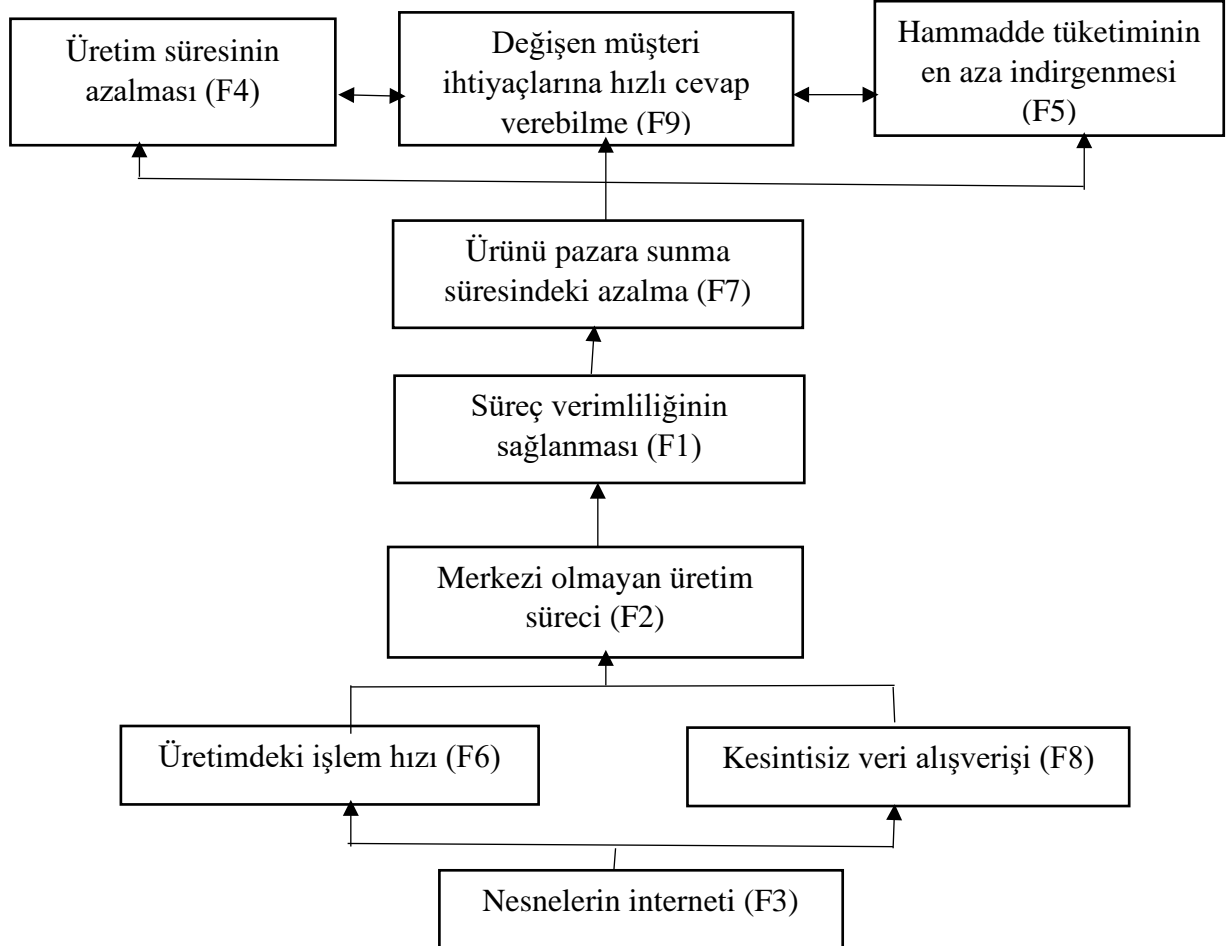 Üretim süresinin
azalması (F4)
Değişen müşteri
ihtiyaçlarına hızlı cevap
verebilme (F9)
Hammadde tüketiminin
en aza indirgenmesi
(F5)
Ürünü pazara sunma
süresindeki azalma (F7)
Süreç verimliliğinin
sağlanması (F1)
Merkezi olmayan üretim
süreci (F2)
Üretimdeki işlem hızı (F6)
Kesintisiz veri alışverişi (F8)
Nesnelerin interneti (F3)